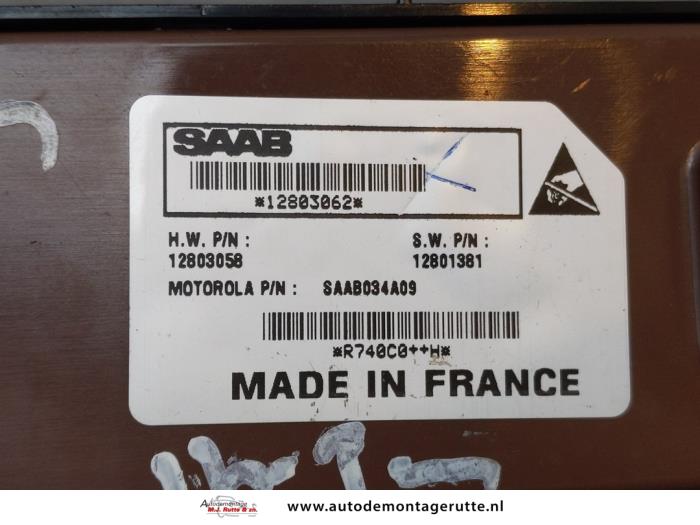 SAAB
*12803062*
H.W. P/N :
12803058
S.W. P/N :
12801381
MOTOROLA P/N : SAAB034A09
*R740C0++H*
MADE IN FRANCE
Autodemontage
M.J. Rutte & zn.
www.autodemontagerutte.nl